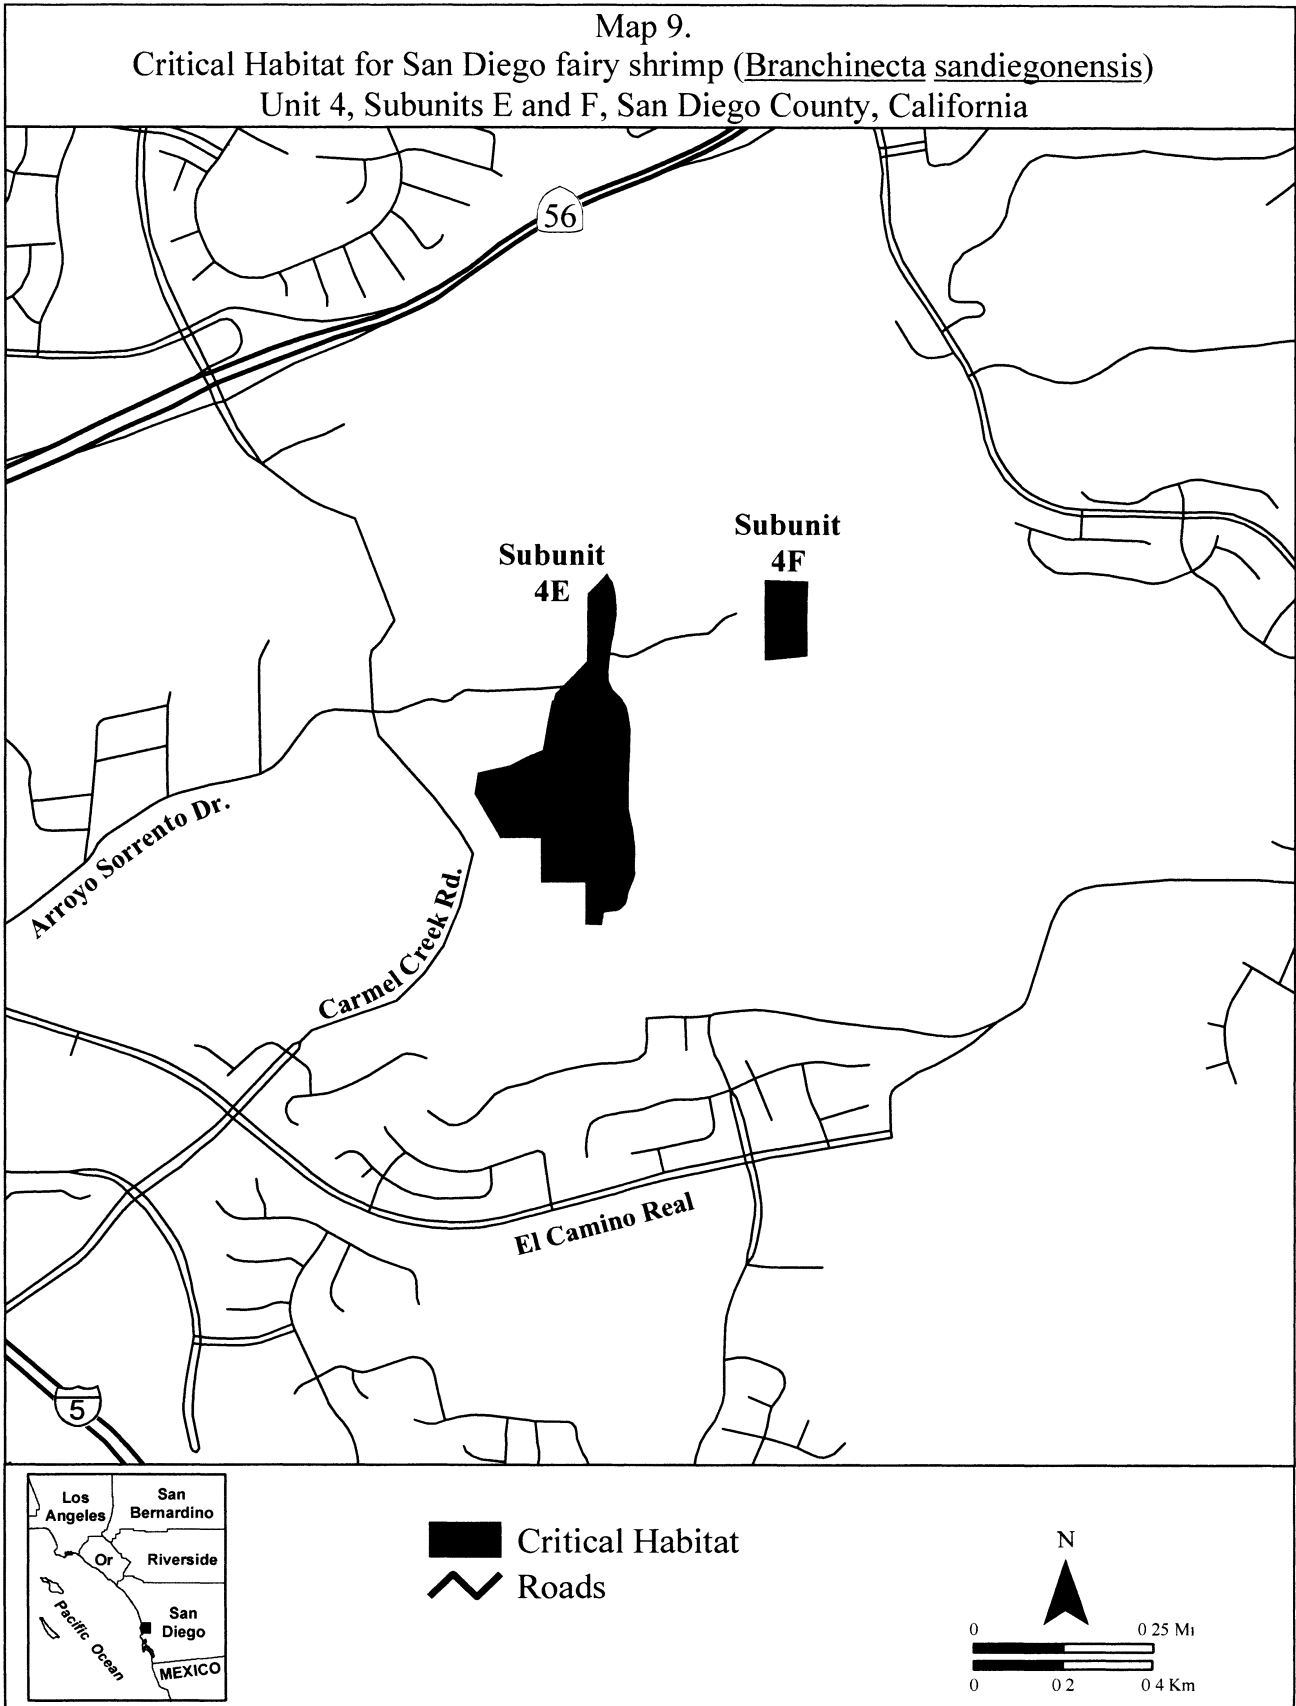 Map 9.
Critical Habitat for San Diego fairy shrimp (Branchinecta sandiegonensis)
Unit 4, Subunits E and F, San Diego County, California
56
Subunit
4F
Subunit
4E
Arroyo Sorrento Dr.
Carmel Creek Rd.
El Camino Real
5
Los
Angeles
San
Bernardino
Or
Riverside
San
Diego
Pacific Ocean
MEXICO
Critical Habitat
Roads
N
0 0 25 Mi
0 0 2 0 4 Km